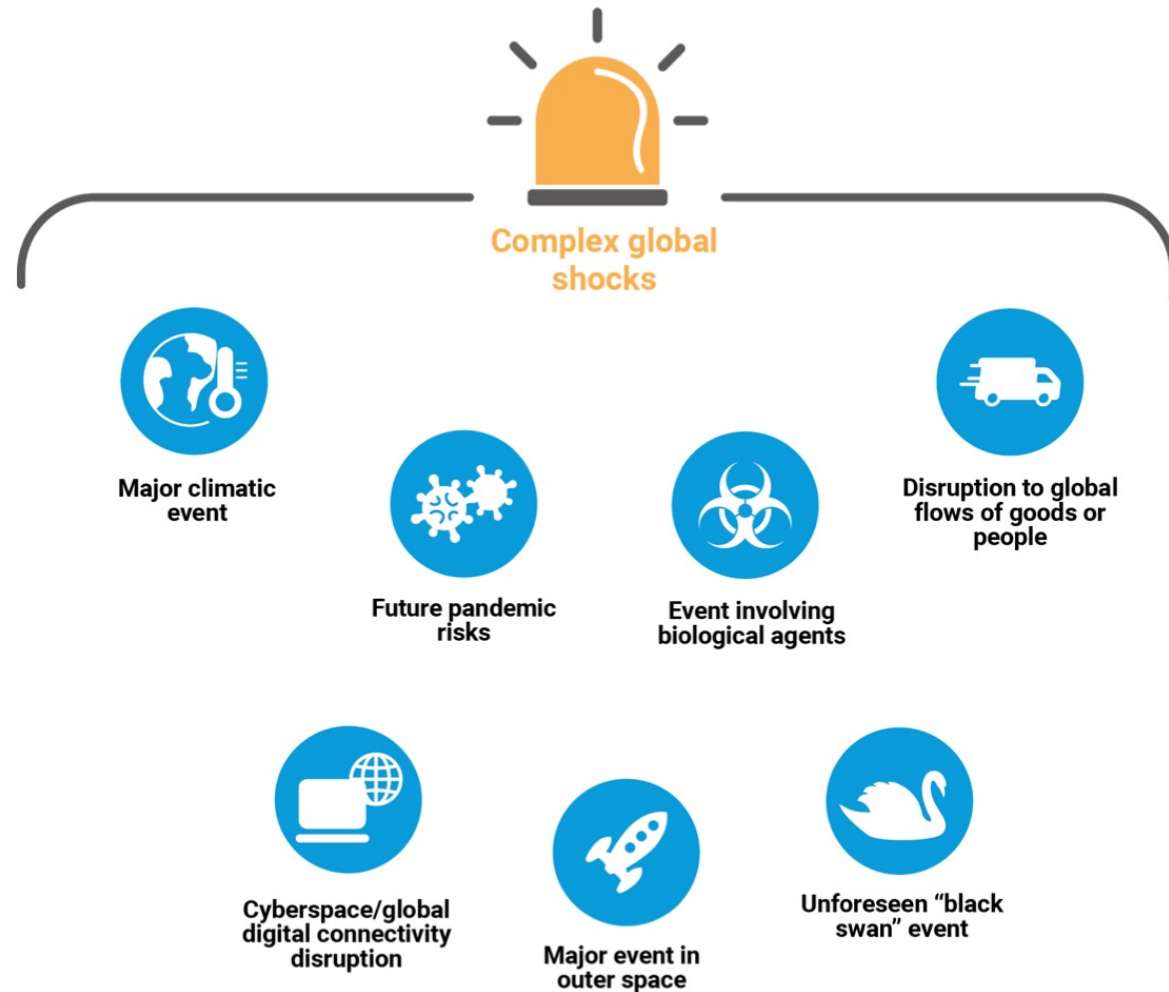 Complex global
shocks
Major climatic
event
Future pandemic
risks
Event involving
biological agents
Disruption to global
flows of goods or
people
Cyberspace/global
digital connectivity
disruption
Major event in
outer space
Unforeseen “black
swan” event